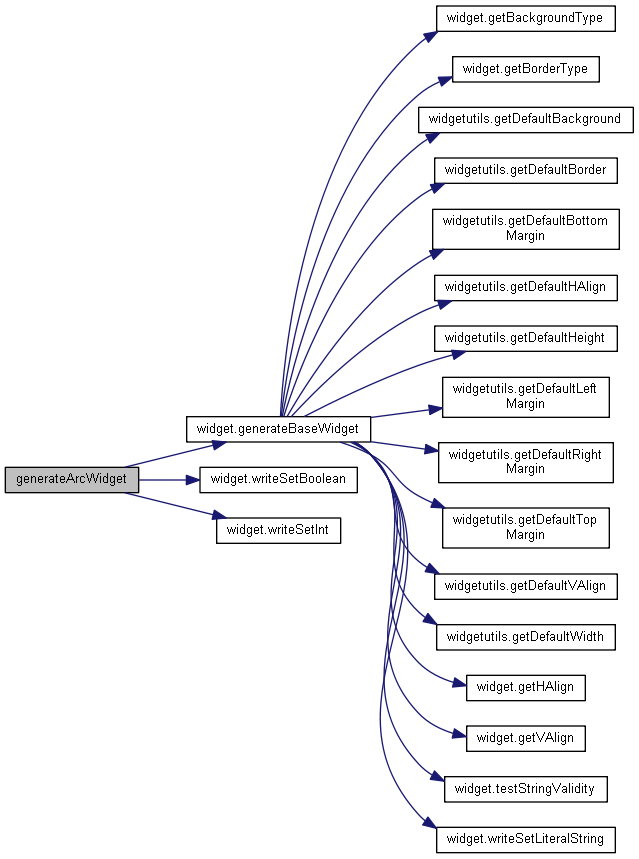 widget.getBackgroundType
widget.getBorderType
widgetutils.getDefaultBackground
widgetutils.getDefaultBorder
widgetutils.getDefaultBottom
Margin
widgetutils.getDefaultHAlign
widgetutils.getDefaultHeight
widgetutils.getDefaultLeft
Margin
widget.generateBaseWidget
widgetutils.getDefaultRight
Margin
generateArcWidget
widget.writeSetBoolean
widgetutils.getDefaultTop
Margin
widget.writeSetInt
widgetutils.getDefaultVAlign
widgetutils.getDefaultWidth
widget.getHAlign
widget.getVAlign
widget.testStringValidity
widget.writeSetLiteralString